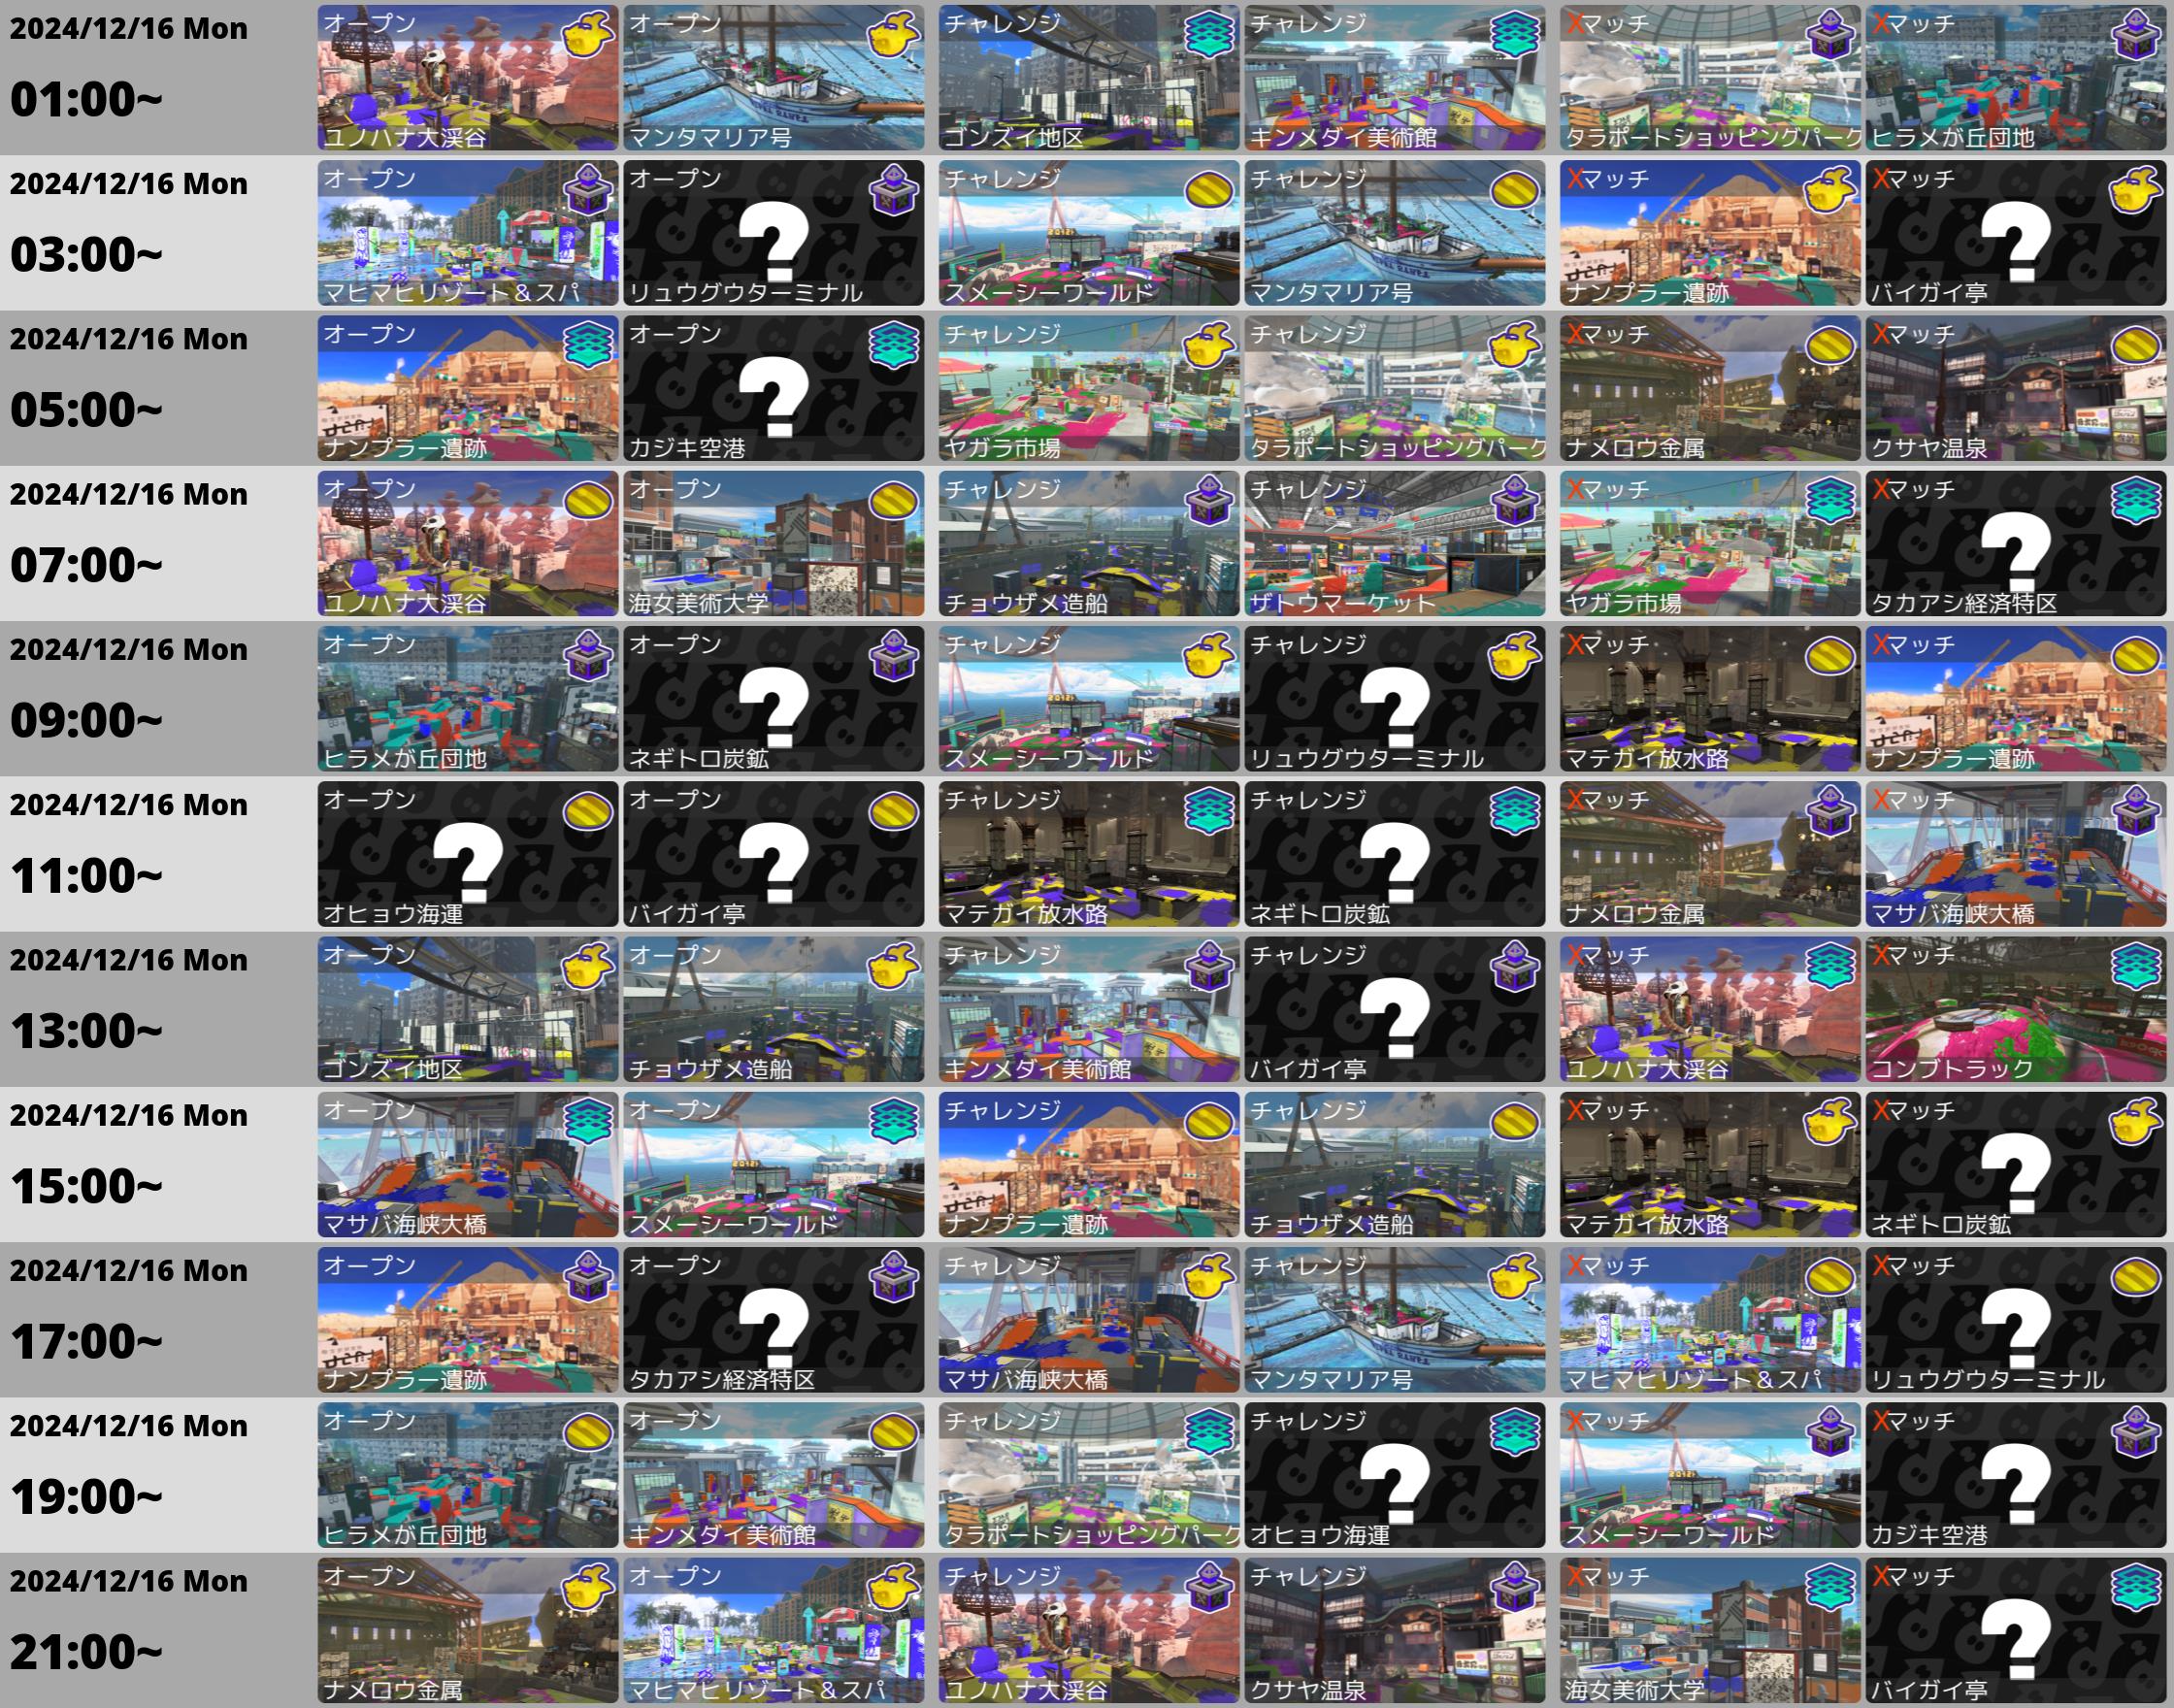 2024/12/16 Mon
01:00~
オープン
ユノハナ大渓谷
オープン
マンタマリア号
チャレンジ
ゴンズイ地区
チャレンジ
キンメダイ美術館
Xマッチ
タラポートショッピングパーク
Xマッチ
ヒラメが丘団地
2024/12/16 Mon
03:00~
オープン
マヒマヒリゾート&スパ
オープン
?
リュウグウターミナル
チャレンジ
スメーシーワールド
チャレンジ
マンタマリア号
Xマッチ
ナンプラー遺跡
Xマッチ
?
バイガイ亭
2024/12/16 Mon
05:00~
オープン
ナンプラー遺跡
オープン
?
カジキ空港
チャレンジ
ヤガラ市場
チャレンジ
タラポートショッピングパーク
Xマッチ
ナメロウ金属
Xマッチ
クサヤ温泉
2024/12/16 Mon
07:00~
オープン
ユノハナ大渓谷
オープン
海女美術大学
チャレンジ
チョウザメ造船
チャレンジ
ザトウマーケット
Xマッチ
ヤガラ市場
Xマッチ
?
タカアシ経済特区
2024/12/16 Mon
09:00~
オープン
ヒラメが丘団地
オープン
?
ネギトロ炭鉱
チャレンジ
スメーシーワールド
チャレンジ
?
リュウグウターミナル
Xマッチ
マテガイ放水路
Xマッチ
ナンプラー遺跡
2024/12/16 Mon
11:00~
オープン
?
オヒョウ海運
オープン
?
バイガイ亭
チャレンジ
マテガイ放水路
チャレンジ
?
ネギトロ炭鉱
Xマッチ
ナメロウ金属
Xマッチ
マサバ海峡大橋
2024/12/16 Mon
13:00~
オープン
ゴンズイ地区
オープン
チョウザメ造船
チャレンジ
キンメダイ美術館
チャレンジ
?
バイガイ亭
Xマッチ
ユノハナ大渓谷
Xマッチ
コンブトラック
2024/12/16 Mon
15:00~
オープン
マサバ海峡大橋
オープン
スメーシーワールド
チャレンジ
ナンプラー遺跡
チャレンジ
チョウザメ造船
Xマッチ
マテガイ放水路
Xマッチ
?
ネギトロ炭鉱
2024/12/16 Mon
17:00~
オープン
ナンプラー遺跡
オープン
?
タカアシ経済特区
チャレンジ
マサバ海峡大橋
チャレンジ
マンタマリア号
Xマッチ
マヒマヒリゾート&スパ
Xマッチ
?
リュウグウターミナル
2024/12/16 Mon
19:00~
オープン
ヒラメが丘団地
オープン
キンメダイ美術館
チャレンジ
タラポートショッピングパーク
チャレンジ
?
オヒョウ海運
Xマッチ
スメーシーワールド
Xマッチ
?
カジキ空港
2024/12/16 Mon
21:00~
オープン
ナメロウ金属
オープン
マヒマヒリゾート&スパ
チャレンジ
ユノハナ大渓谷
チャレンジ
クサヤ温泉
Xマッチ
海女美術大学
Xマッチ
?
バイガイ亭